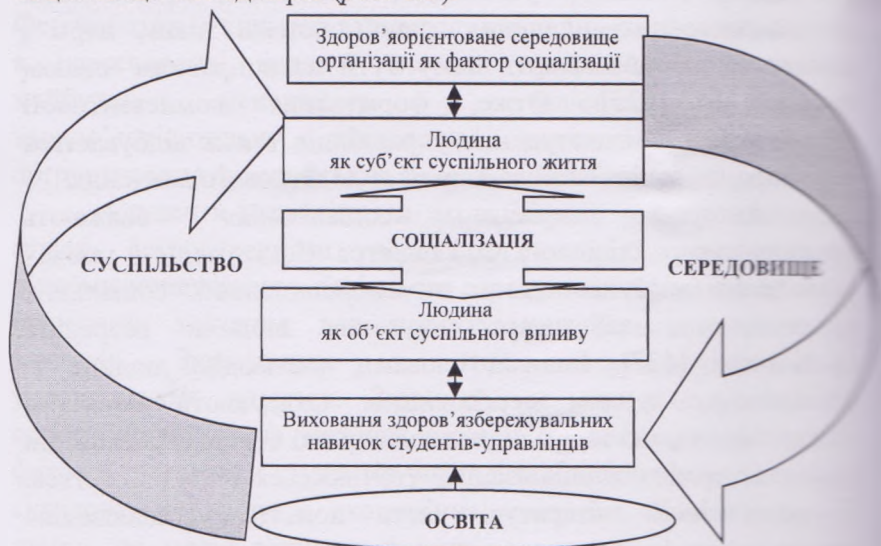 Здоров’яорієнтоване середовище
організації як фактор соціалізації
Людина
як суб’єкт суспільного життя
СОЦІАЛІЗАЦІЯ
СУСПІЛЬСТВО
СЕРЕДОВИЩЕ
Людина
як об’єкт суспільного впливу
Виховання здоров’язбережувальних
навичок студентів-управлінців
ОСВІТА